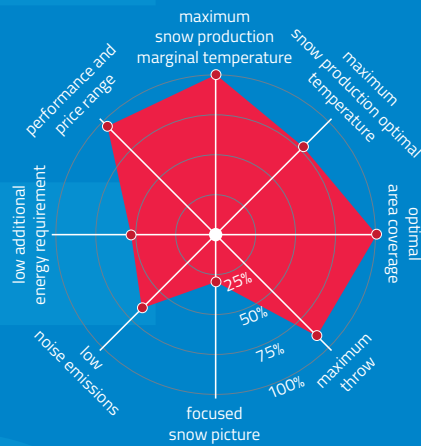 maximum
snow production
marginal temperature
maximum
snow production optimal
temperature
optimal
area coverage
maximum
throw
focused
snow picture
low
noise emissions
low additional
energy requirement
performance and
price range
25%
50%
75%
100%